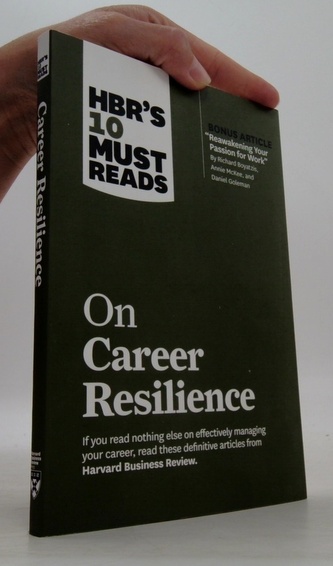 HBR'S
10
MUST
READS
BONUS ARTICLE
"Reawakening Your
Passion for Work"
By Richard Boyatzis,
Annie McKee, and
Daniel Goleman
On
Career
Resilience
If you read nothing else on effectively managing
your career, read these definitive articles from
Harvard Business Review.
Career Resilience